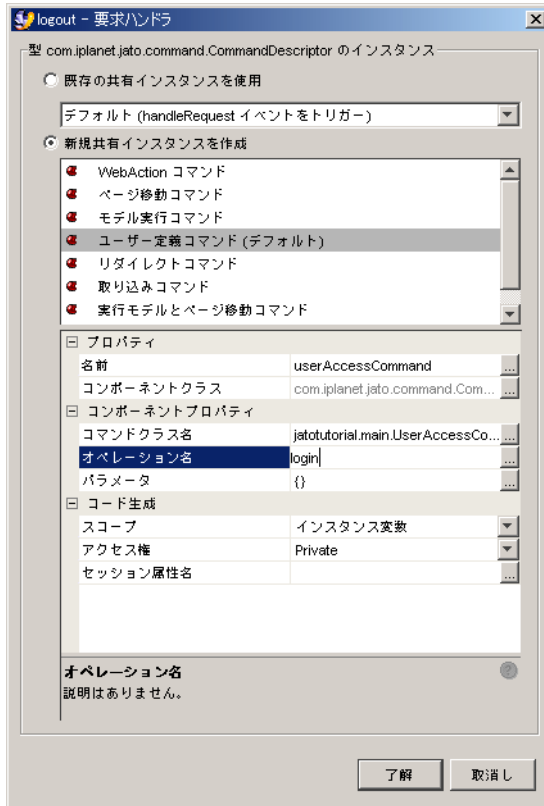 logout - 要求ハンドラ
型 com.iplanet.jato.command.CommandDescriptor のインスタンス
既存の共有インスタンスを使用
デフォルト (handleRequest イベントをトリガー)
新規共有インスタンスを作成
WebAction コマンド
ページ移動コマンド
モデル実行コマンド
ユーザー定義コマンド (デフォルト)
リダイレクトコマンド
取り込みコマンド
実行モデルとページ移動コマンド
プロパティ
名前 userAccessCommand ...
コンポーネントクラス com.iplanet.jato.command.Com... ...
コンポーネントプロパティ
コマンドクラス名 jatotutorial.main.UserAccessCo... ...
オペレーション名 login ...
パラメータ {} ...
コード生成
スコープ インスタンス変数
アクセス権 Private
セッション属性名 ...
オペレーション名 ?
説明はありません。
了解 取消し